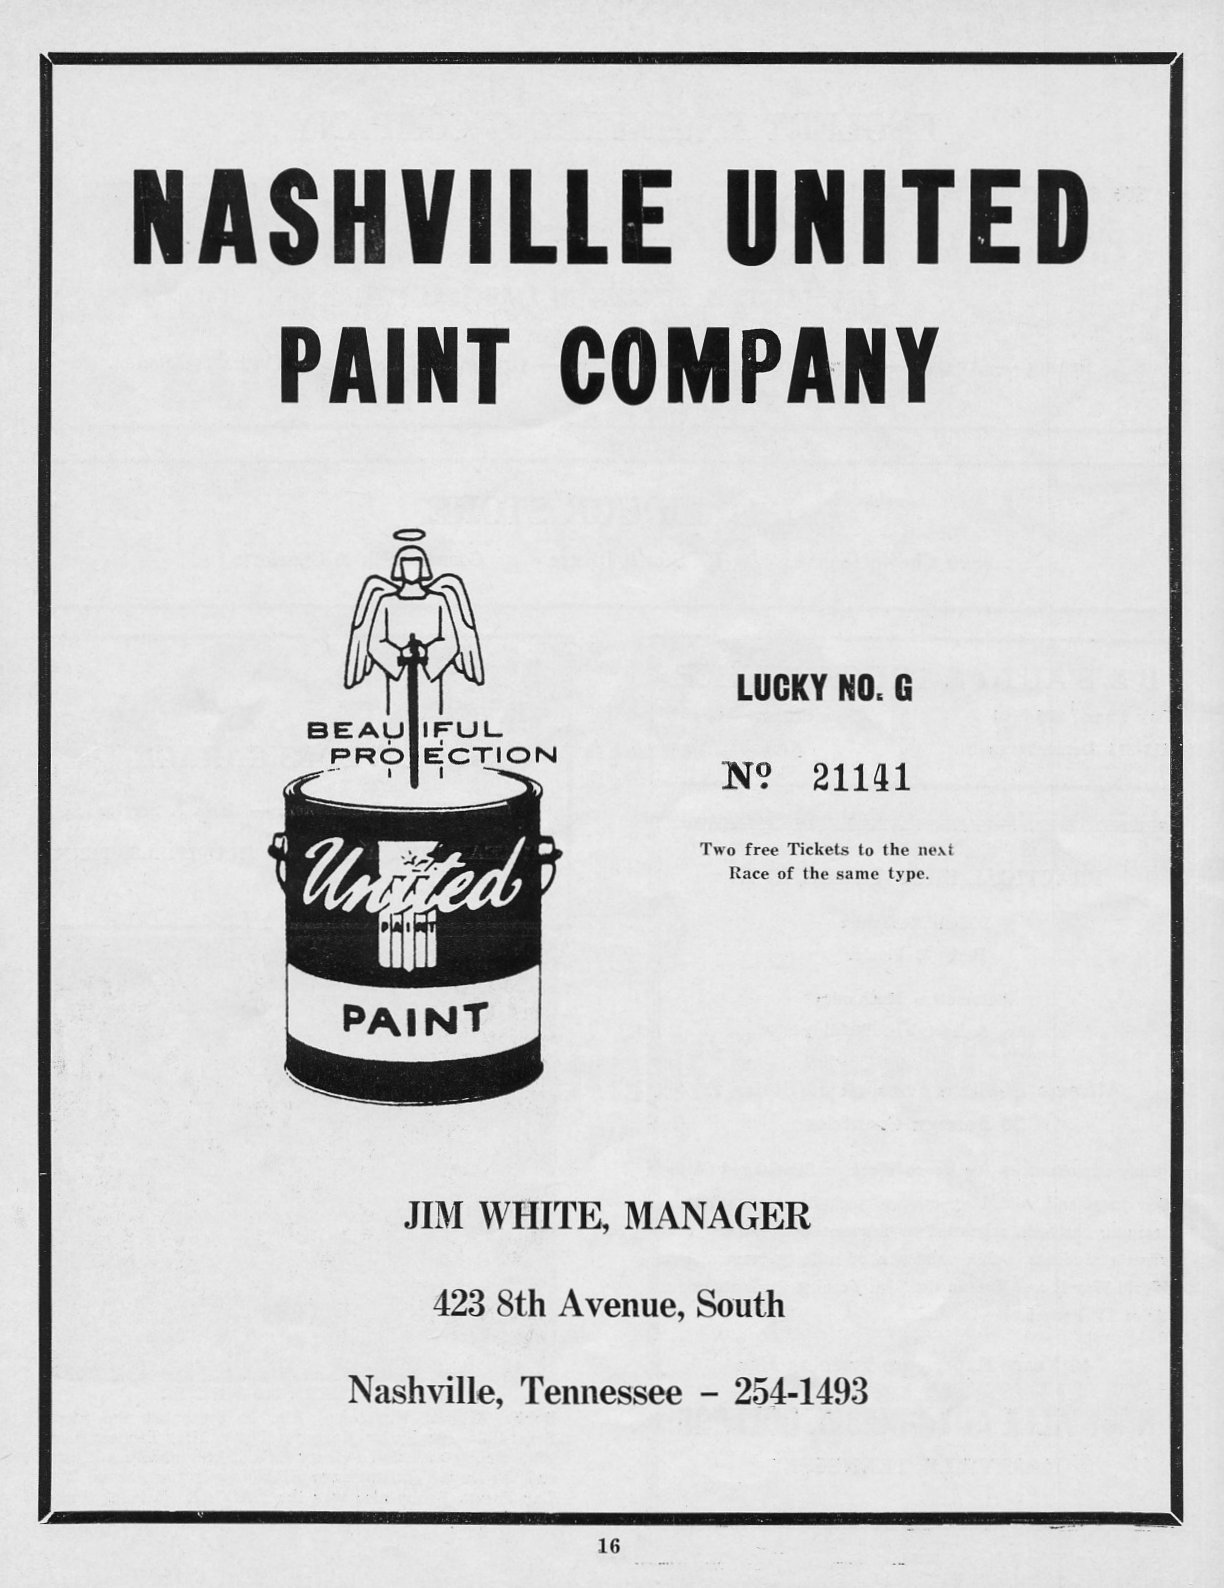 NASHVILLE UNITED
PAINT COMPANY
BEAUTIFUL
PROTECTION
United
PAINT
PAINT
LUCKY NO. G
Nº 21141
Two free Tickets to the next
Race of the same type.
JIM WHITE, MANAGER
423 8th Avenue, South
Nashville, Tennessee – 254-1493
16